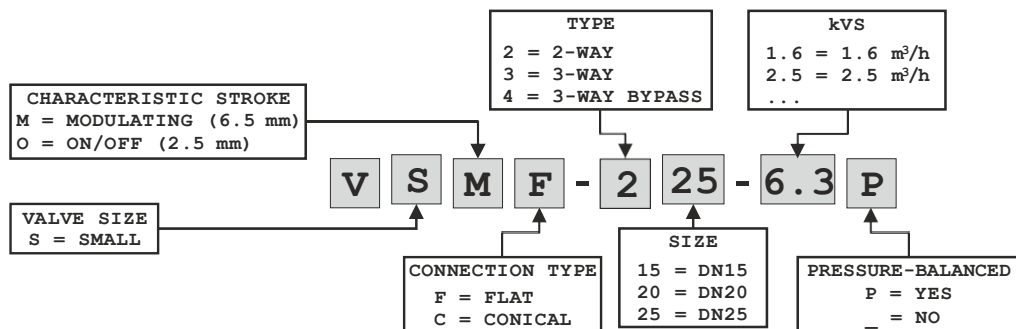 TYPE
2 = 2-WAY
3 = 3-WAY
4 = 3-WAY BYPASS
kVS
1.6 = 1.6 m³/h
2.5 = 2.5 m³/h
...
CHARACTERISTIC STROKE
M = MODULATING (6.5 mm)
O = ON/OFF (2.5 mm)
V S M F - 2 25 - 6.3 P
VALVE SIZE
S = SMALL
CONNECTION TYPE
F = FLAT
C = CONICAL
SIZE
15 = DN15
20 = DN20
25 = DN25
PRESSURE-BALANCED
P = YES
_ = NO